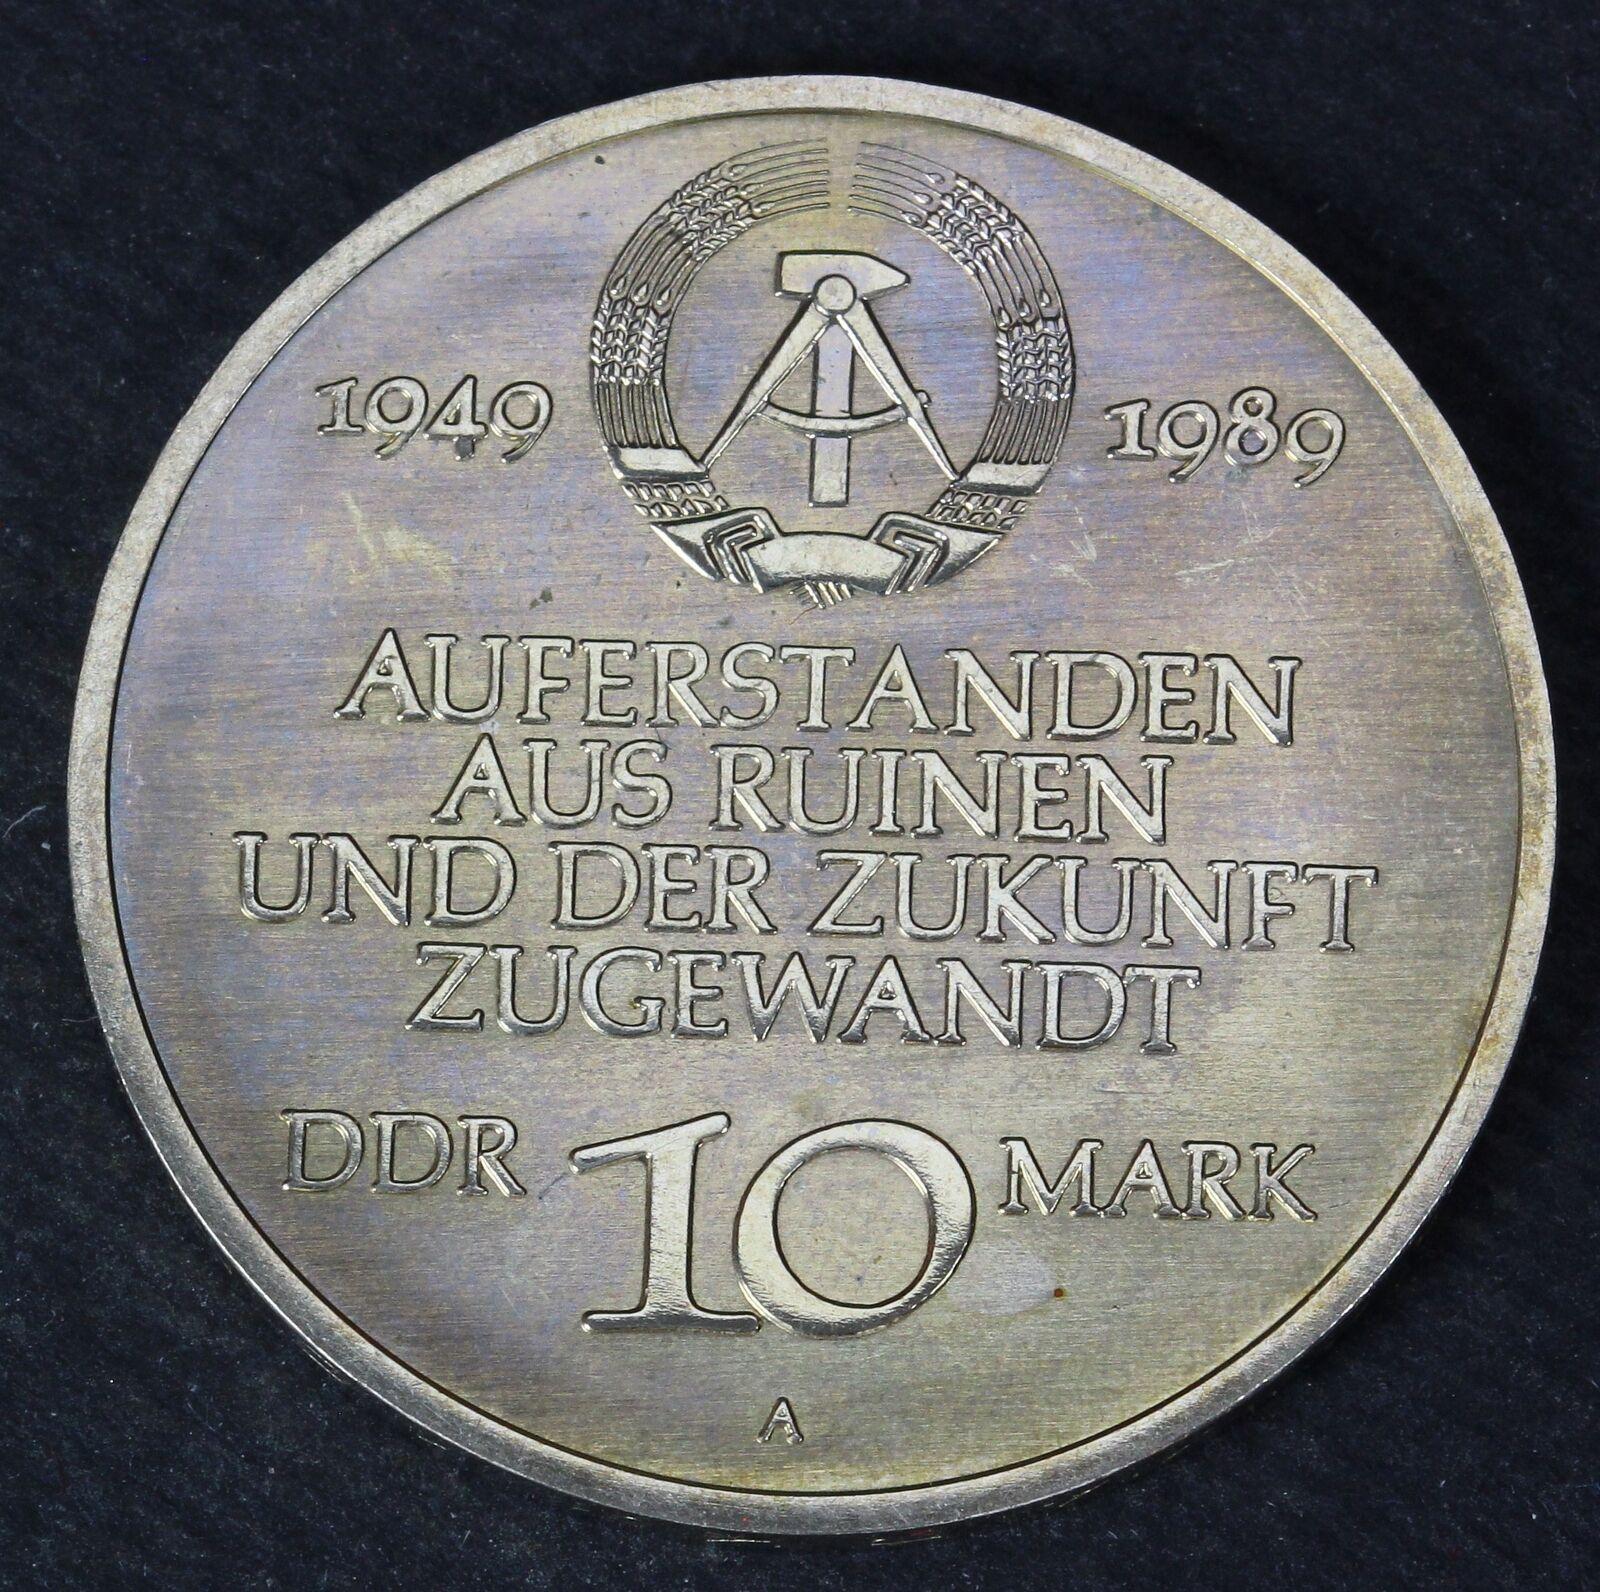 1949 1989
AUFERSTANDEN
AUS RUINEN
UND DER ZUKUNFT
ZUGEWANDT
DDR 10 MARK
A